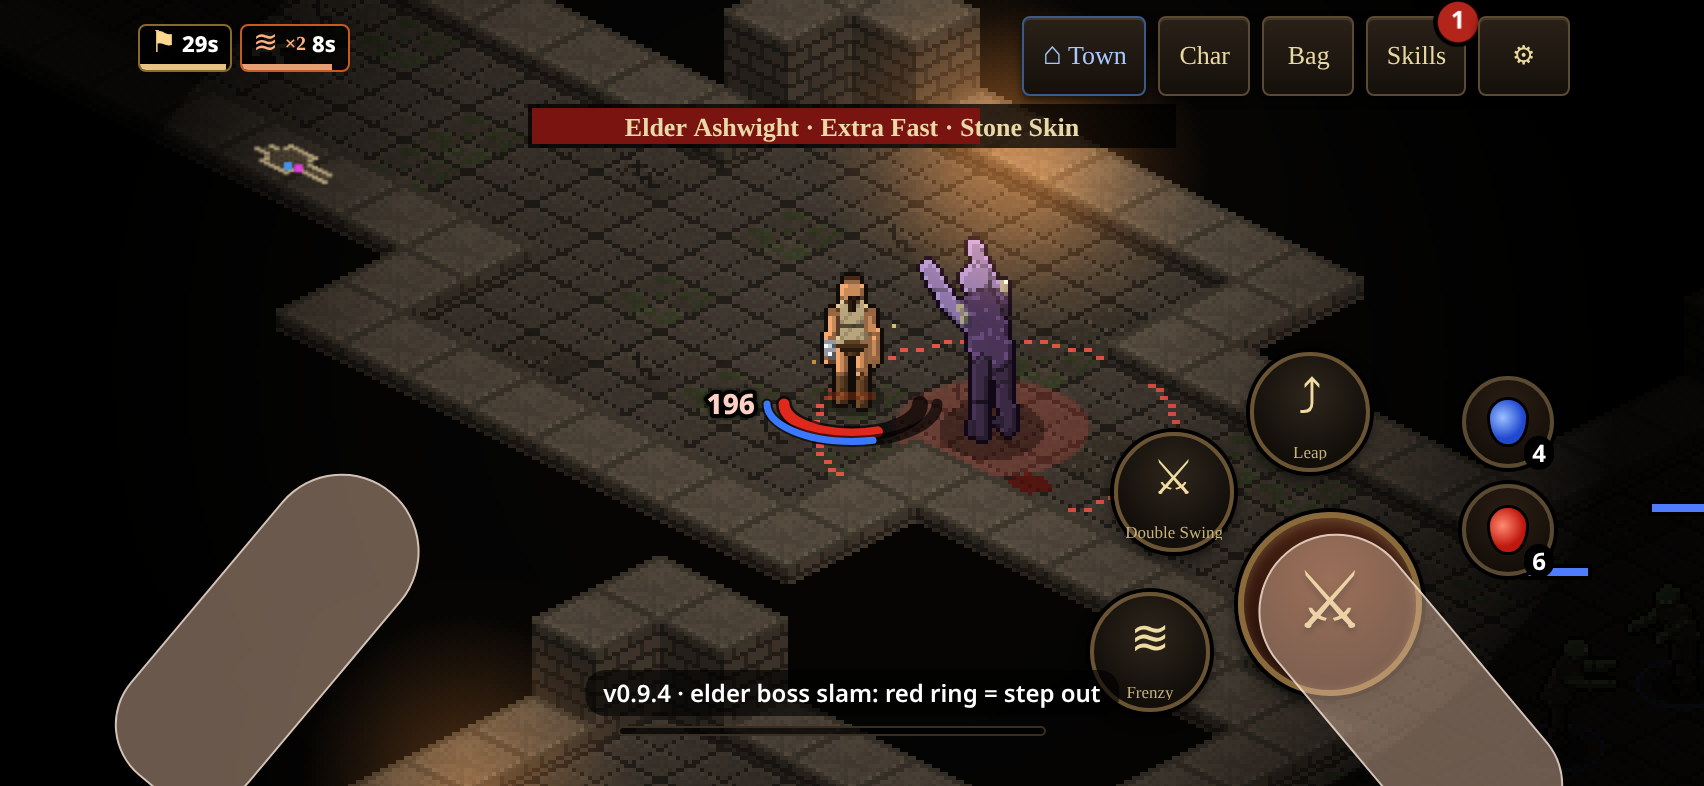 29s
×2 8s
Town
Char
Bag
Skills
1
Elder Ashwight · Extra Fast · Stone Skin
196
Leap
4
Double Swing
6
Frenzy
v0.9.4 · elder boss slam: red ring = step out